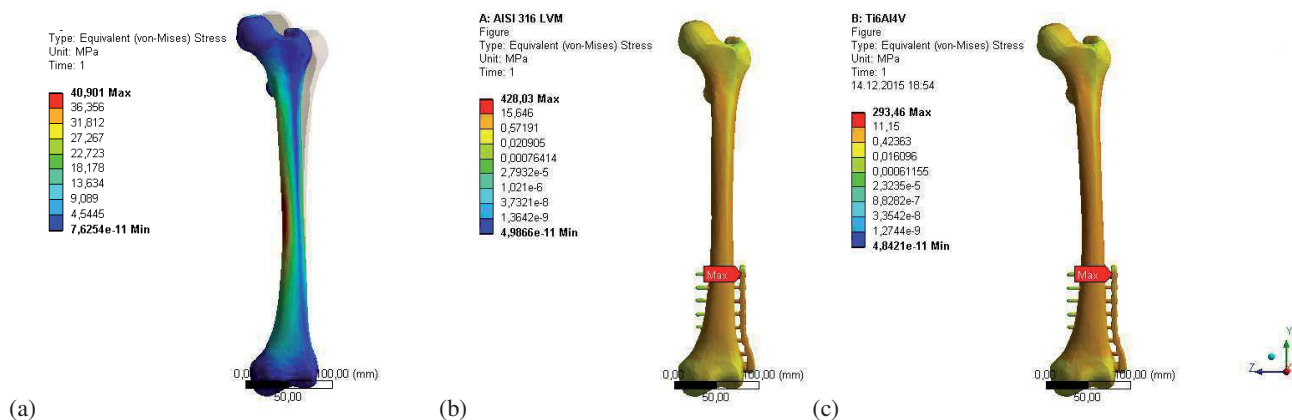 Type: Equivalent (von-Mises) Stress
Unit: MPa
Time: 1
40,901 Max
36,356
31,812
27,267
22,723
18,178
13,634
9,089
4,5445
7,6254e-11 Min
0,00
100,00 (mm)
50,00
(a)
A: AISI 316 LVM
Figure
Type: Equivalent (von-Mises) Stress
Unit: MPa
Time: 1
428,03 Max
15,646
0,57191
0,020905
0,00076414
2,7932e-5
1,021e-6
3,7321e-8
1,3642e-9
4,9866e-11 Min
Max
0,00
100,00 (mm)
50,00
(b)
B: Ti6Al4V
Figure
Type: Equivalent (von-Mises) Stress
Unit: MPa
Time: 1
14.12.2015 18:54
293,46 Max
11,15
0,42363
0,016096
0,00061155
2,3235e-5
8,8282e-7
3,3542e-8
1,2744e-9
4,8421e-11 Min
Max
0,00
100,00 (mm)
50,00
Y
Z
(c)